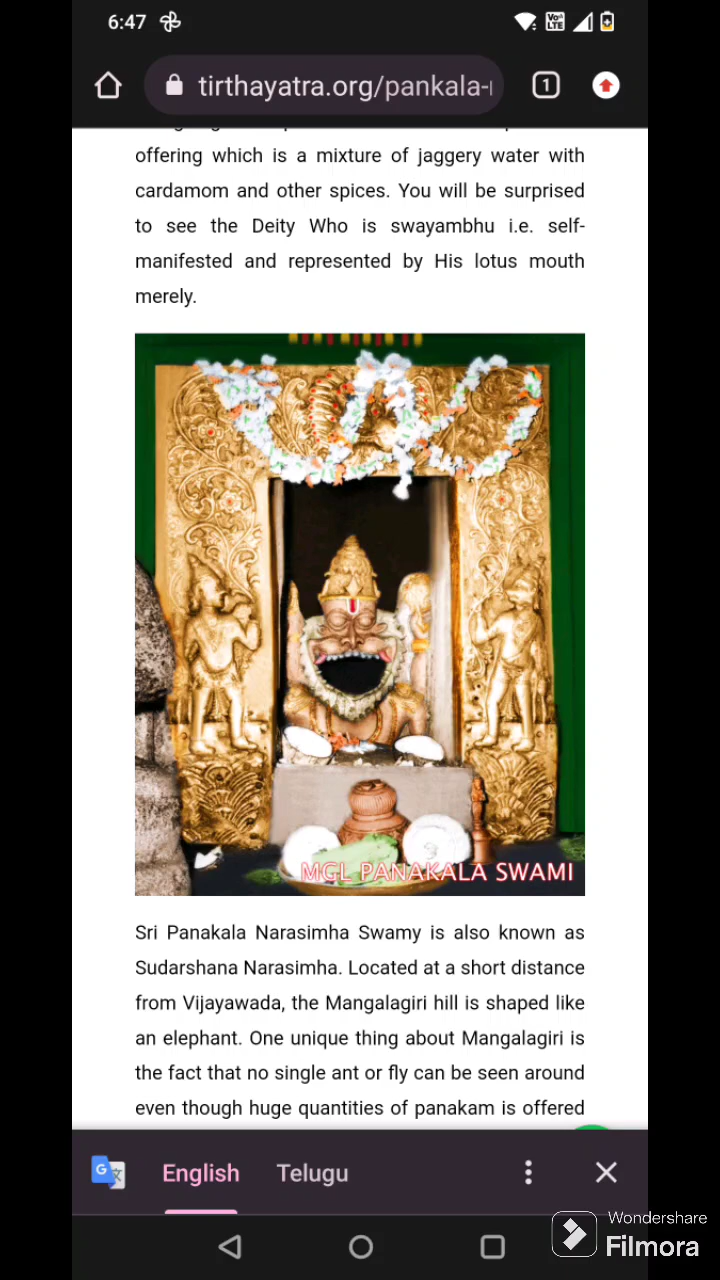 6:47
Vo
LTE
tirthayatra.org/pankala-
1
offering which is a mixture of jaggery water with
cardamom and other spices. You will be surprised
to see the Deity Who is swayambhu i.e. self-
manifested and represented by His lotus mouth
merely.
MGL PANAKALA SWAMI
Sri Panakala Narasimha Swamy is also known as
Sudarshana Narasimha. Located at a short distance
from Vijayawada, the Mangalagiri hill is shaped like
an elephant. One unique thing about Mangalagiri is
the fact that no single ant or fly can be seen around
even though huge quantities of panakam is offered
G English Telugu
Wondershare
Filmora